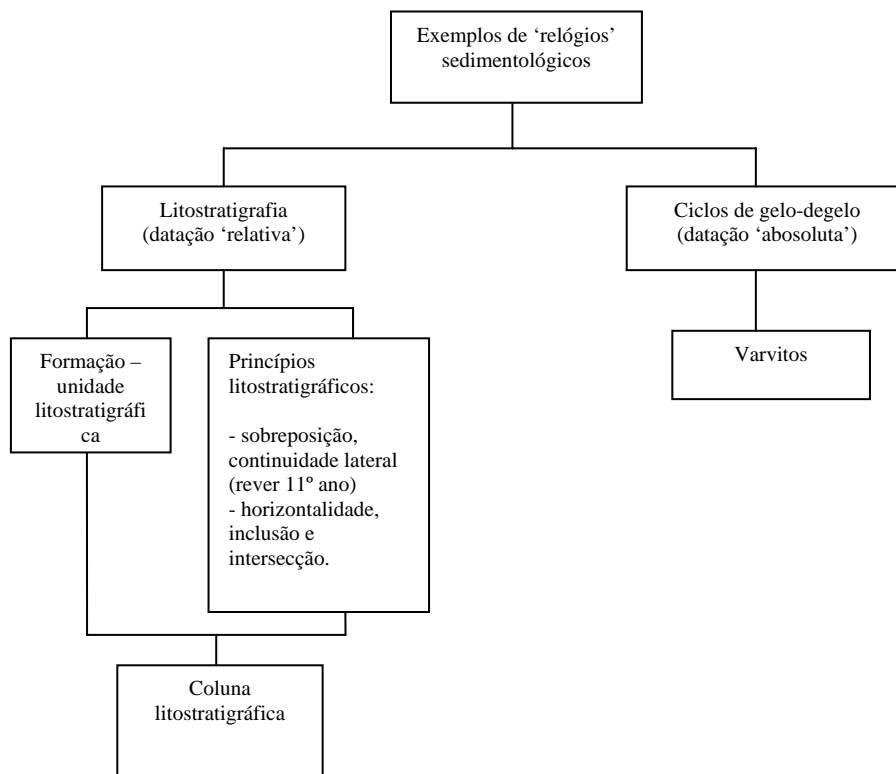 Exemplos de ‘relógios’
sedimentológicos
Litostratigrafia
(datação ‘relativa’)
Ciclos de gelo-degelo
(datação ‘abosoluta’)
Formação –
unidade
litostratigráfi
ca
Princípios
litostratigráficos:
- sobreposição,
continuidade lateral
(rever 11º ano)
- horizontalidade,
inclusão e
intersecção.
Varvitos
Coluna
litostratigráfica